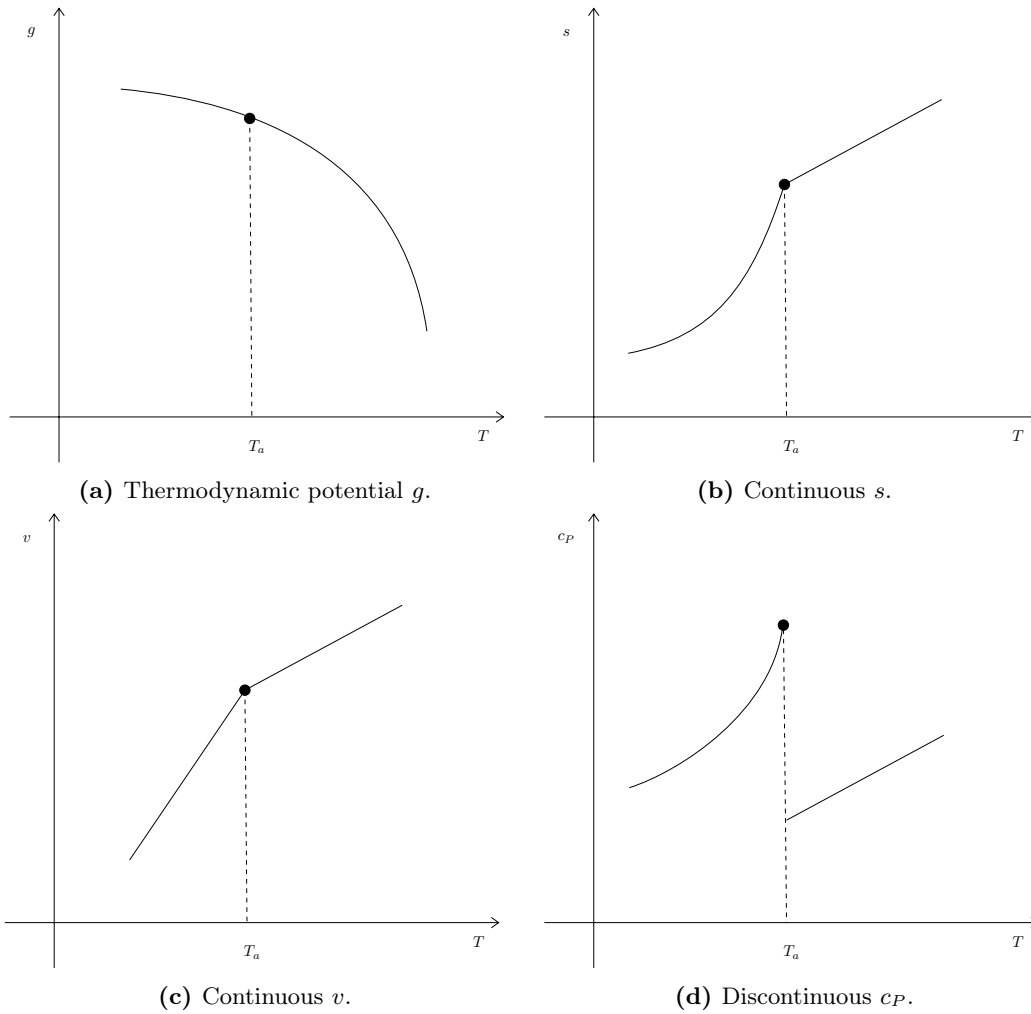 g
s
T
T
T_a
T_a
(a) Thermodynamic potential g.
(b) Continuous s.
v
c_P
T
T
T_a
T_a
(c) Continuous v.
(d) Discontinuous c_P.